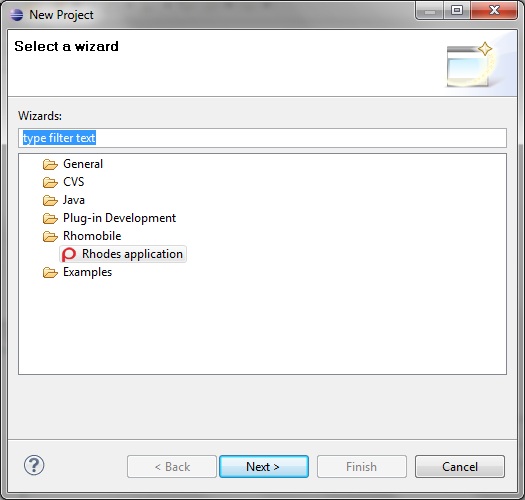 New Project
Select a wizard
Wizards:
type filter text
General
CVS
Java
Plug-in Development
Rhomobile
Rhodes application
Examples
? < Back Next > Finish Cancel